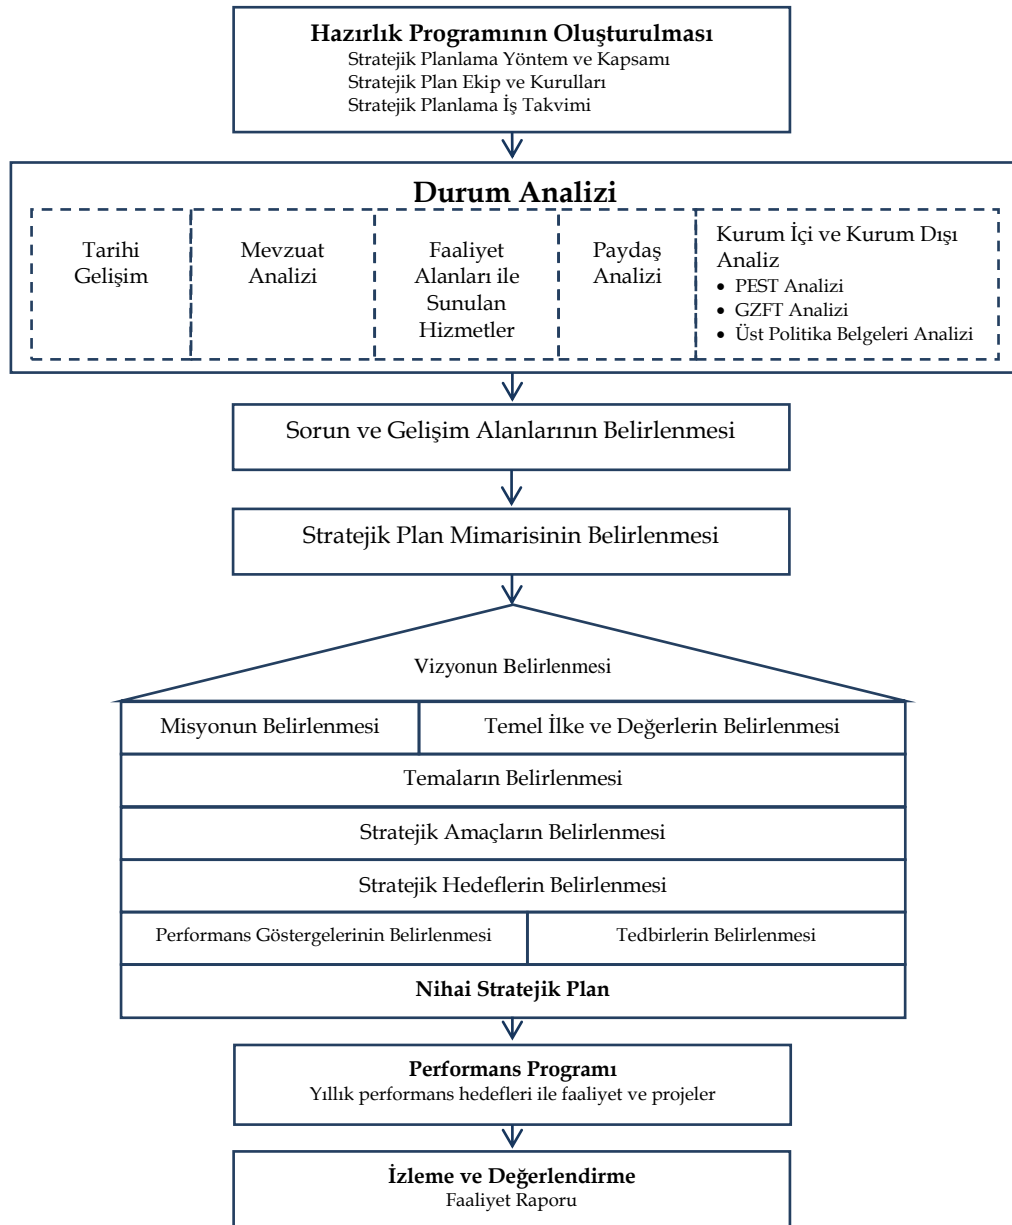 Hazırlık Programının Oluşturulması
Stratejik Planlama Yöntem ve Kapsamı
Stratejik Plan Ekip ve Kurulları
Stratejik Planlama İş Takvimi
Durum Analizi
Tarihi
Gelişim
Mevzuat
Analizi
Faaliyet
Alanları ile
Sunulan
Hizmetler
Paydaş
Analizi
Kurum İçi ve Kurum Dışı
Analiz
• PEST Analizi
• GZFT Analizi
• Üst Politika Belgeleri Analizi
Sorun ve Gelişim Alanlarının Belirlenmesi
Stratejik Plan Mimarisinin Belirlenmesi
Vizyonun Belirlenmesi
Misyonun Belirlenmesi
Temel İlke ve Değerlerin Belirlenmesi
Temaların Belirlenmesi
Stratejik Amaçların Belirlenmesi
Stratejik Hedeflerin Belirlenmesi
Performans Göstergelerinin Belirlenmesi
Tedbirlerin Belirlenmesi
Nihai Stratejik Plan
Performans Programı
Yıllık performans hedefleri ile faaliyet ve projeler
İzleme ve Değerlendirme
Faaliyet Raporu